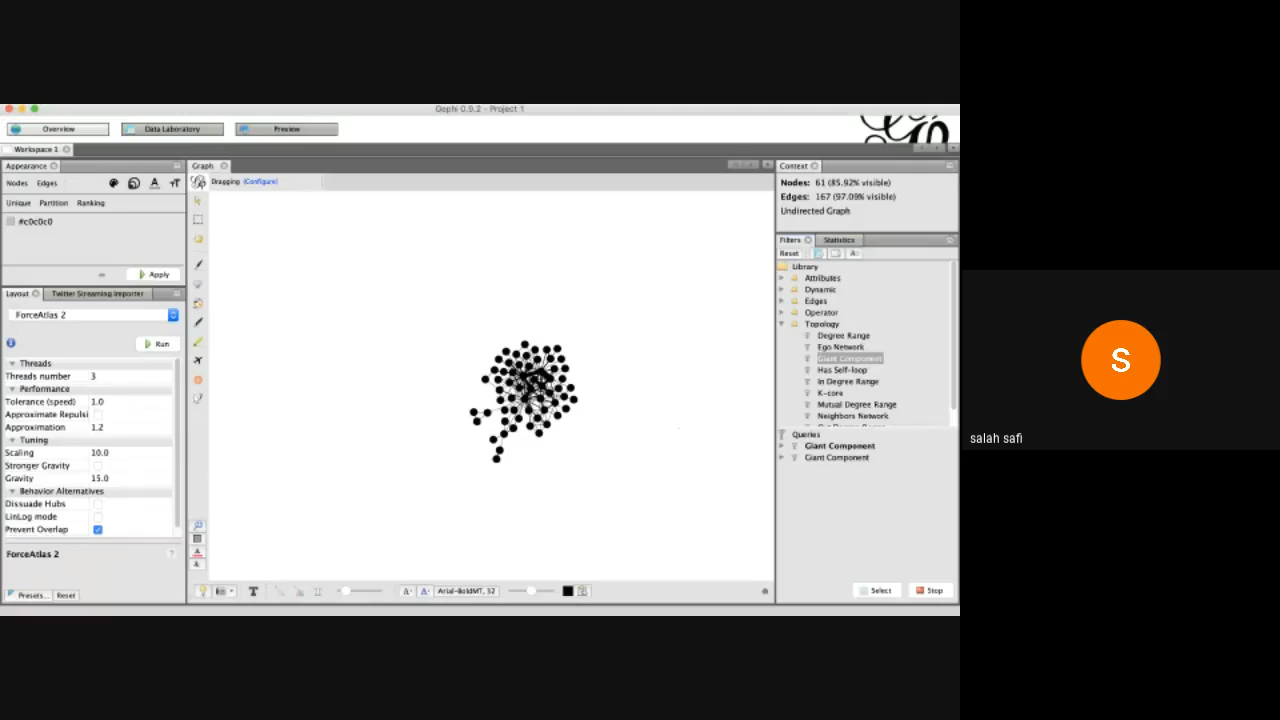 Gephi 0.9.2 - Project 1
Overview
Data Laboratory
Preview
Workspace 1
Appearance
Nodes Edges
Unique Partition Ranking
#c0c0c0
Apply
Layout
Twitter Streaming Importer
ForceAtlas 2
Run
Threads
Threads number 3
Performance
Tolerance (speed) 1.0
Approximate Repulsi
Approximation 1.2
Tuning
Scaling 10.0
Stronger Gravity
Gravity 15.0
Behavior Alternatives
Dissuade Hubs
LinLog mode
Prevent Overlap
ForceAtlas 2
Presets... Reset
Graph
Dragging (Configure)
Arial-BoldMT, 32
Context
Nodes: 61 (85.92% visible)
Edges: 167 (97.09% visible)
Undirected Graph
Filters
Statistics
Reset
Library
Attributes
Dynamic
Edges
Operator
Topology
Degree Range
Ego Network
Giant Component
Has Self-loop
In Degree Range
K-core
Mutual Degree Range
Neighbors Network
Queries
Giant Component
Giant Component
Select
Stop
S
salah safi